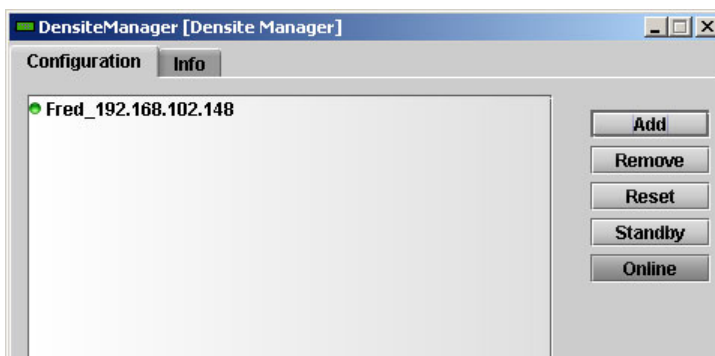 DensiteManager [Densite Manager]
Configuration Info
Fred_192.168.102.148
Add
Remove
Reset
Standby
Online